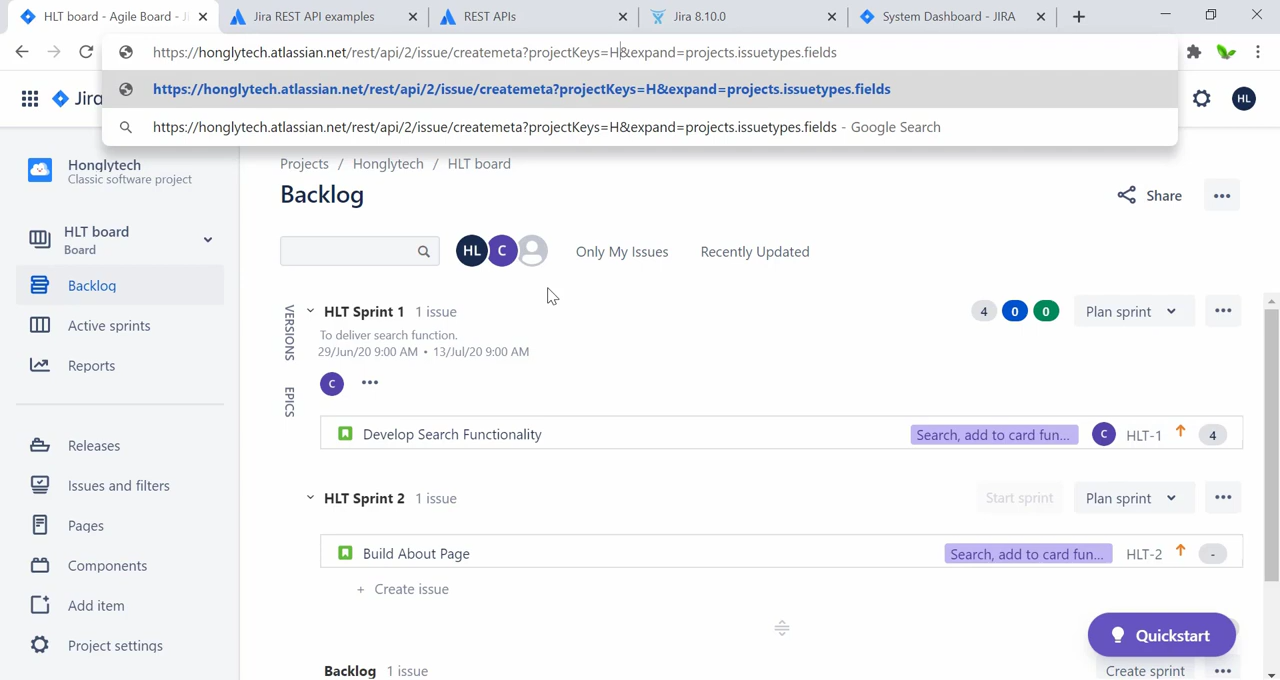 HLT board - Agile Board - Ji
Jira REST API examples
REST APIs
Jira 8.10.0
System Dashboard - JIRA
https://honglytech.atlassian.net/rest/api/2/issue/createmeta?projectKeys=H&expand=projects.issuetypes.fields
https://honglytech.atlassian.net/rest/api/2/issue/createmeta?projectKeys=H&expand=projects.issuetypes.fields
https://honglytech.atlassian.net/rest/api/2/issue/createmeta?projectKeys=H&expand=projects.issuetypes.fields - Google Search
Jira
HL
Honglytech
Classic software project
HLT board
Board
Backlog
Active sprints
Reports
Releases
Issues and filters
Pages
Components
Add item
Project settings
Projects / Honglytech / HLT board
Backlog
Share
HL C
Only My Issues
Recently Updated
VERSIONS
EPICS
HLT Sprint 1 1 issue
4 0 0
Plan sprint
To deliver search function.
29/Jun/20 9:00 AM • 13/Jul/20 9:00 AM
C
Develop Search Functionality
Search, add to card fun...
C
HLT-1
4
HLT Sprint 2 1 issue
Start sprint
Plan sprint
Build About Page
Search, add to card fun...
HLT-2
-
+ Create issue
Quickstart
Backlog 1 issue
Create sprint